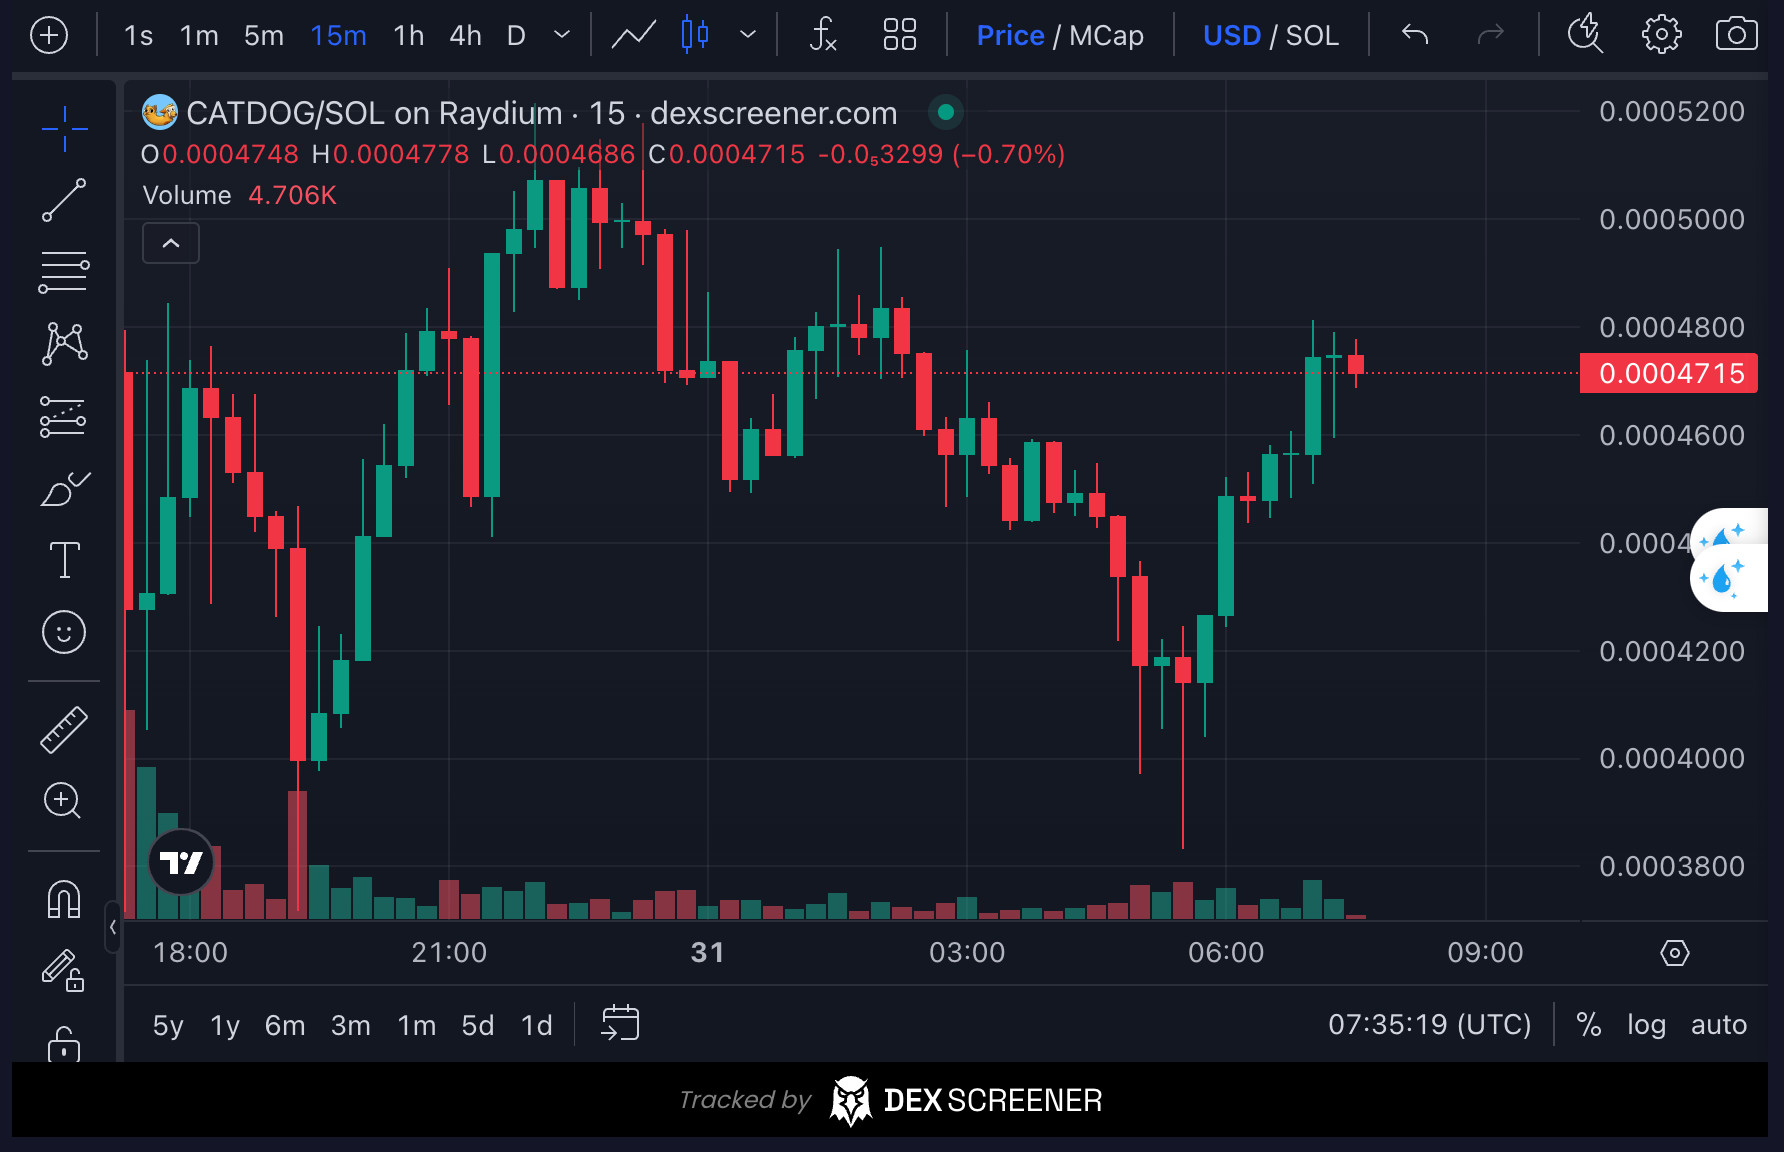 1s 1m 5m 15m 1h 4h D Price / MCap USD / SOL
CATDOG/SOL on Raydium · 15 · dexscreener.com
O0.0004748 H0.0004778 L0.0004686 C0.0004715 -0.0₅3299 (−0.70%)
Volume 4.706K
0.0005200
0.0005000
0.0004800
0.0004715
0.0004600
0.0004
0.0004200
0.0004000
0.0003800
18:00 21:00 31 03:00 06:00 09:00
5y 1y 6m 3m 1m 5d 1d 07:35:19 (UTC) % log auto
Tracked by DEX SCREENER